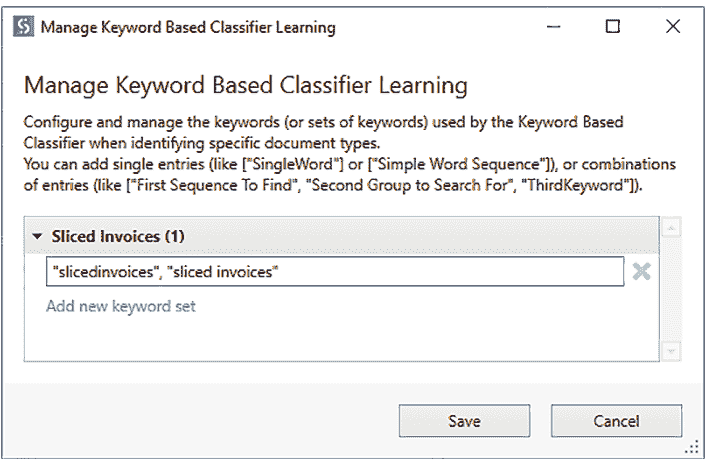 Manage Keyword Based Classifier Learning
Manage Keyword Based Classifier Learning
Configure and manage the keywords (or sets of keywords) used by the Keyword Based
Classifier when identifying specific document types.
You can add single entries (like ["SingleWord"] or ["Simple Word Sequence"]), or combinations
of entries (like ["First Sequence To Find", "Second Group to Search For", "ThirdKeyword"]).
Sliced Invoices (1)
"slicedinvoices", "sliced invoices"
Add new keyword set
Save Cancel